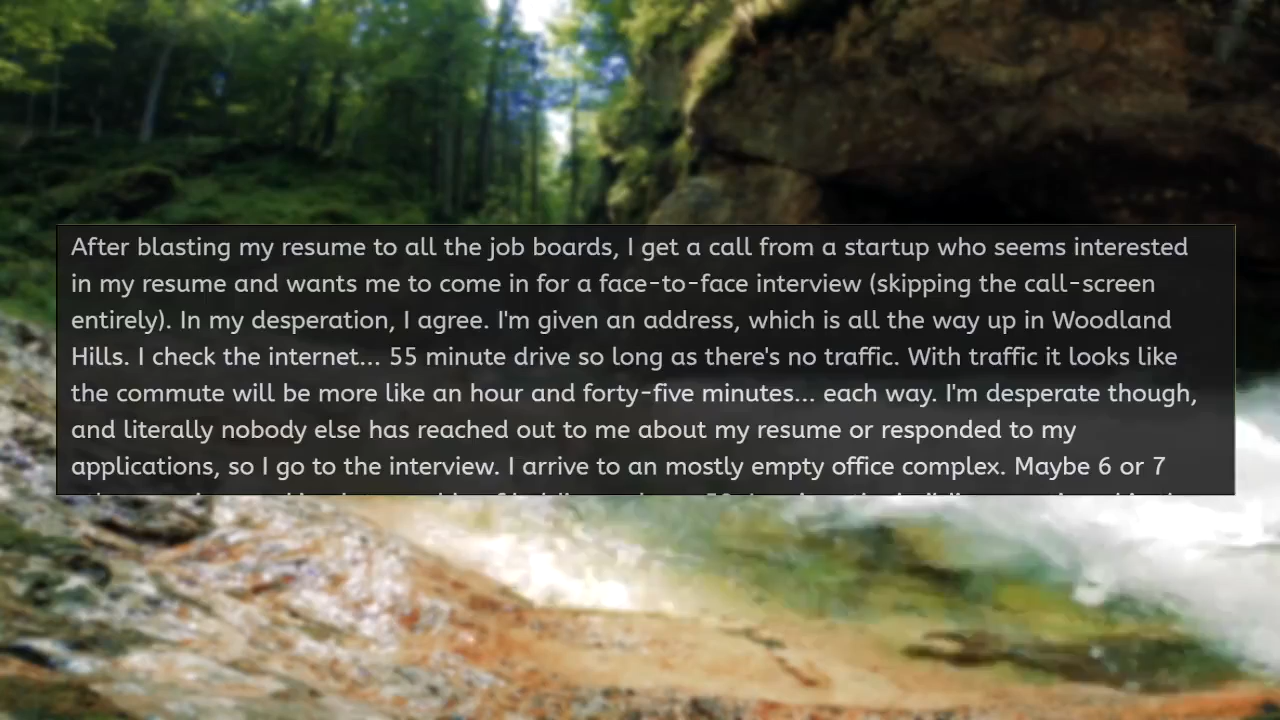 After blasting my resume to all the job boards, I get a call from a startup who seems interested
in my resume and wants me to come in for a face-to-face interview (skipping the call-screen
entirely). In my desperation, I agree. I'm given an address, which is all the way up in Woodland
Hills. I check the internet... 55 minute drive so long as there's no traffic. With traffic it looks like
the commute will be more like an hour and forty-five minutes... each way. I'm desperate though,
and literally nobody else has reached out to me about my resume or responded to my
applications, so I go to the interview. I arrive to an mostly empty office complex. Maybe 6 or 7